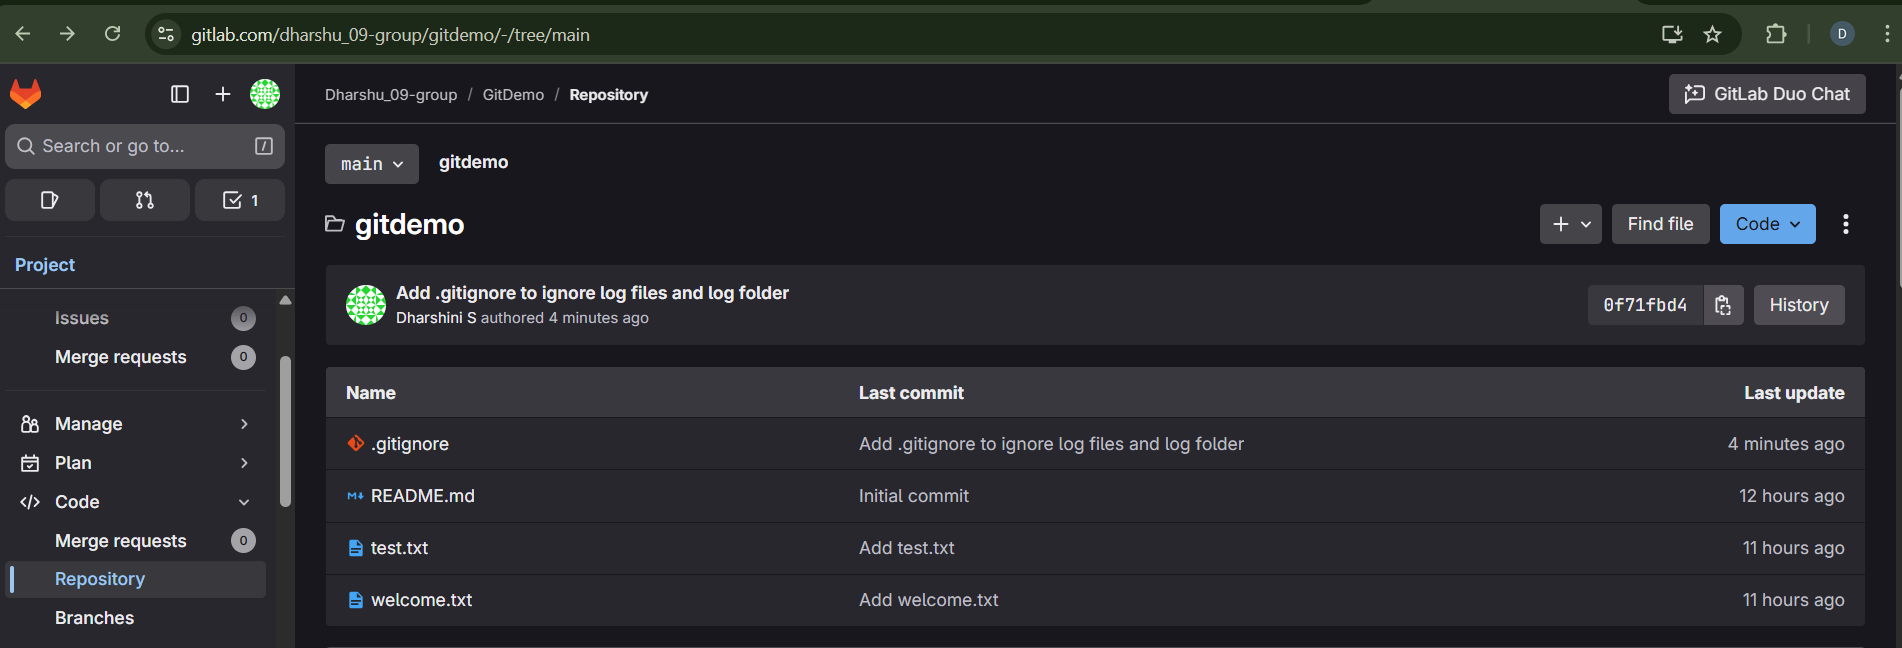 gitlab.com/dharshu_09-group/gitdemo/-/tree/main
D
Dharshu_09-group / GitDemo / Repository
GitLab Duo Chat
Search or go to... /
1
Project
Issues 0
Merge requests 0
Manage
Plan
Code
Merge requests 0
Repository
Branches
main
gitdemo
gitdemo
Find file
Code
Add .gitignore to ignore log files and log folder
Dharshini S authored 4 minutes ago
0f71fbd4
History
Name Last commit Last update
.gitignore Add .gitignore to ignore log files and log folder 4 minutes ago
README.md Initial commit 12 hours ago
test.txt Add test.txt 11 hours ago
welcome.txt Add welcome.txt 11 hours ago